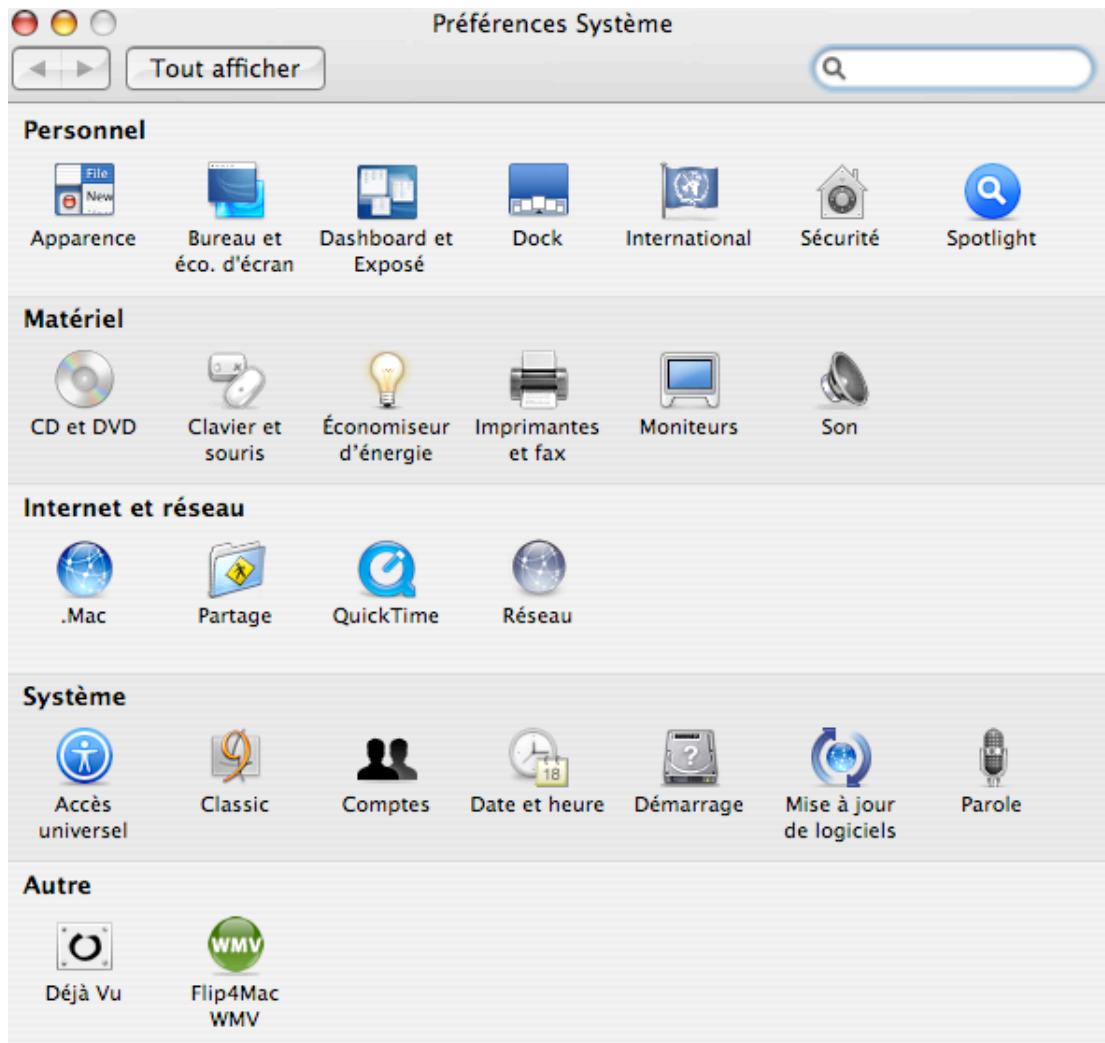 Préférences Système
Tout afficher
Personnel
File
New
Apparence
Bureau et
éco. d'écran
Dashboard et
Exposé
Dock
International
Sécurité
Spotlight
Matériel
CD et DVD
Clavier et
souris
Économiseur
d’énergie
Imprimantes
et fax
Moniteurs
Son
Internet et réseau
.Mac
Partage
QuickTime
Réseau
Système
Accès
universel
9
Classic
Comptes
18
Date et heure
?
Démarrage
Mise à jour
de logiciels
Parole
Autre
Déjà Vu
WMV
Flip4Mac
WMV